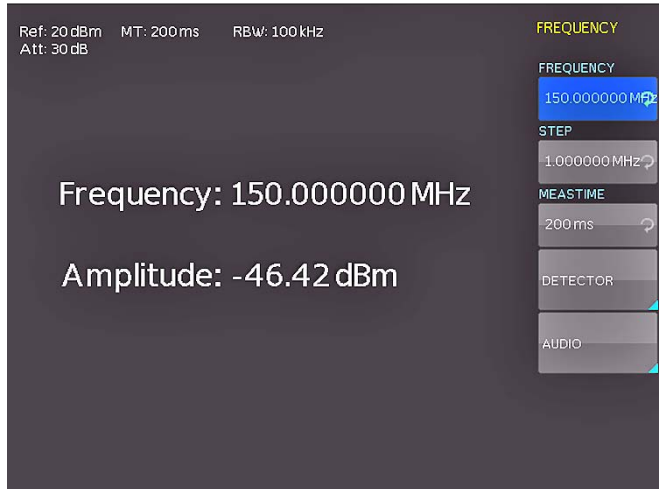 Ref: 20 dBm MT: 200 ms RBW: 100 kHz
Att: 30 dB
Frequency: 150.000000 MHz
Amplitude: -46.42 dBm
FREQUENCY
FREQUENCY
150.000000 MHz
STEP
1.000000 MHz
MEASTIME
200 ms
DETECTOR
AUDIO